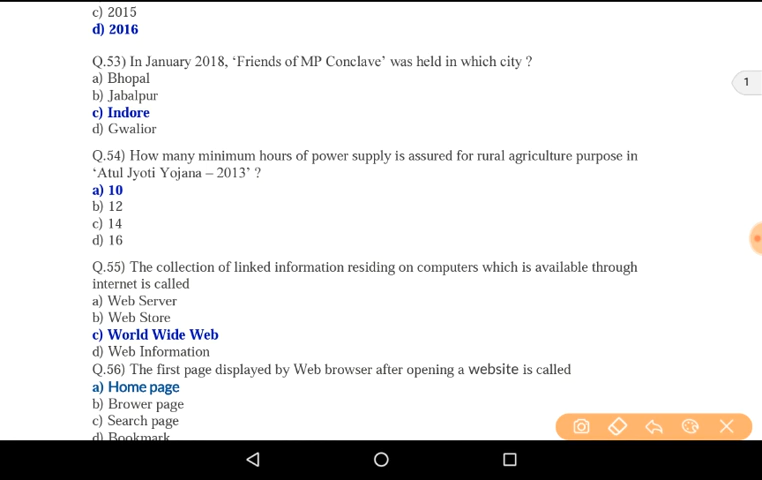 c) 2015
d) 2016
Q.53) In January 2018, ‘Friends of MP Conclave’ was held in which city ?
a) Bhopal
b) Jabalpur
c) Indore
d) Gwalior
Q.54) How many minimum hours of power supply is assured for rural agriculture purpose in
‘Atul Jyoti Yojana – 2013’ ?
a) 10
b) 12
c) 14
d) 16
Q.55) The collection of linked information residing on computers which is available through
internet is called
a) Web Server
b) Web Store
c) World Wide Web
d) Web Information
Q.56) The first page displayed by Web browser after opening a website is called
a) Home page
b) Brower page
c) Search page
d) Bookmark
1